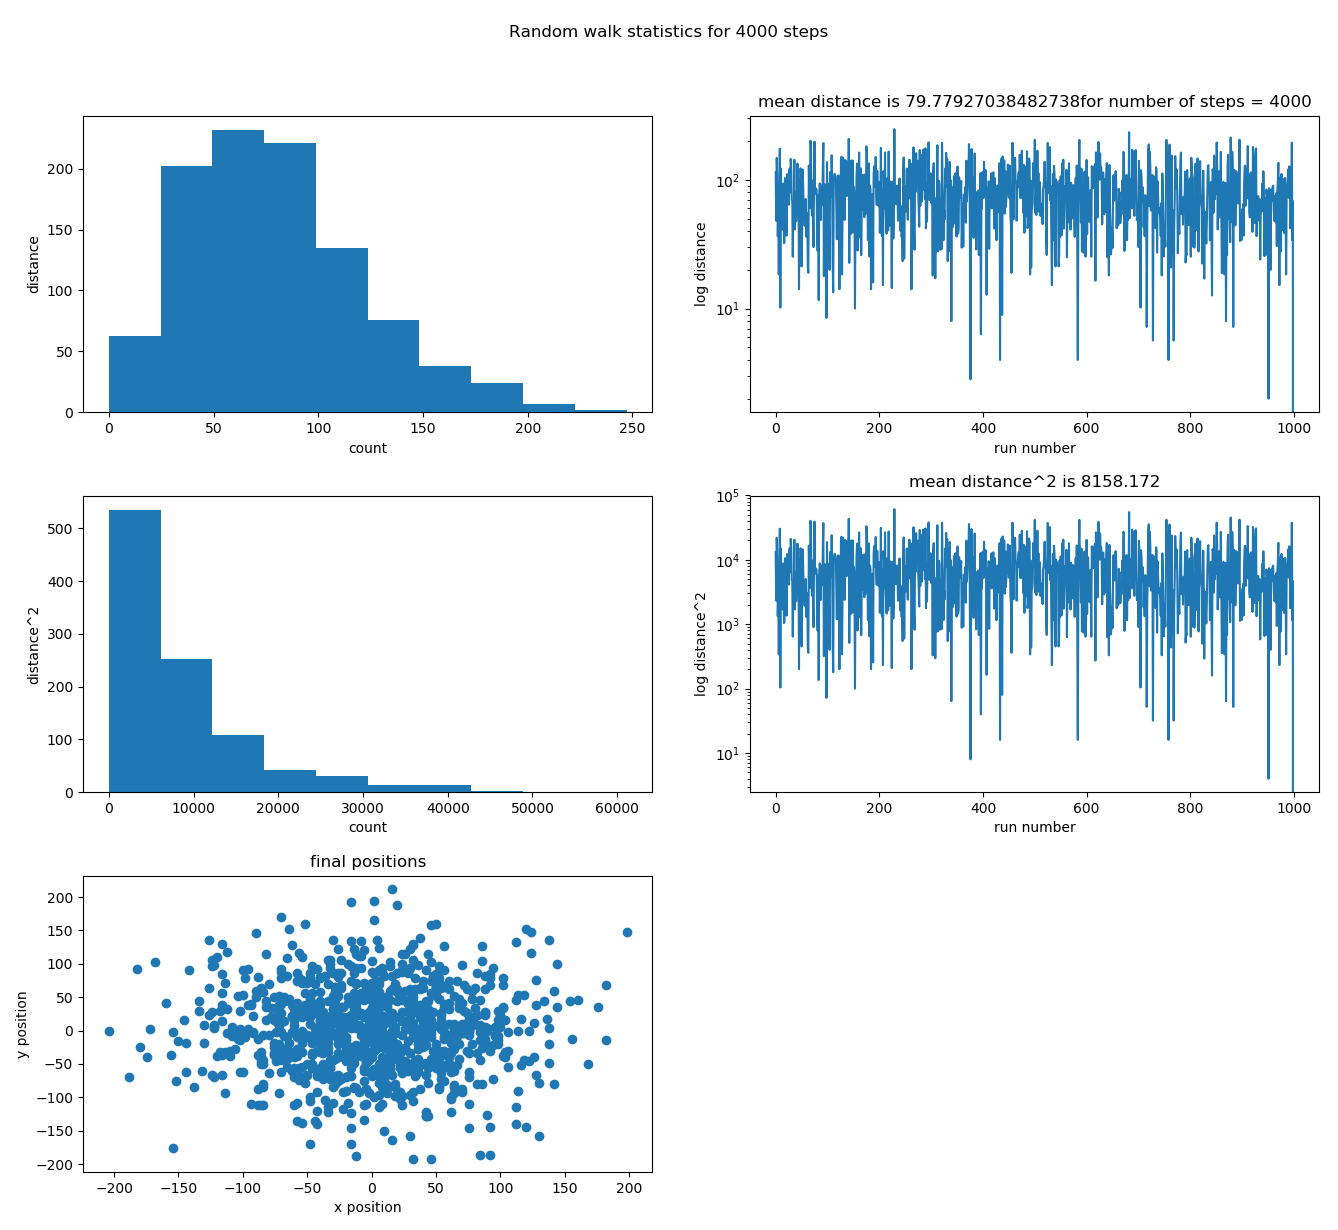 Random walk statistics for 4000 steps
distance
200
150
100
50
0
0 50 100 150 200 250
count
mean distance is 79.77927038482738for number of steps = 4000
log distance
10^2
10^1
0 200 400 600 800 1000
run number
distance^2
500
400
300
200
100
0
0 10000 20000 30000 40000 50000 60000
count
mean distance^2 is 8158.172
log distance^2
10^5
10^4
10^3
10^2
10^1
0 200 400 600 800 1000
run number
final positions
y position
200
150
100
50
0
−50
−100
−150
−200
−200 −150 −100 −50 0 50 100 150 200
x position